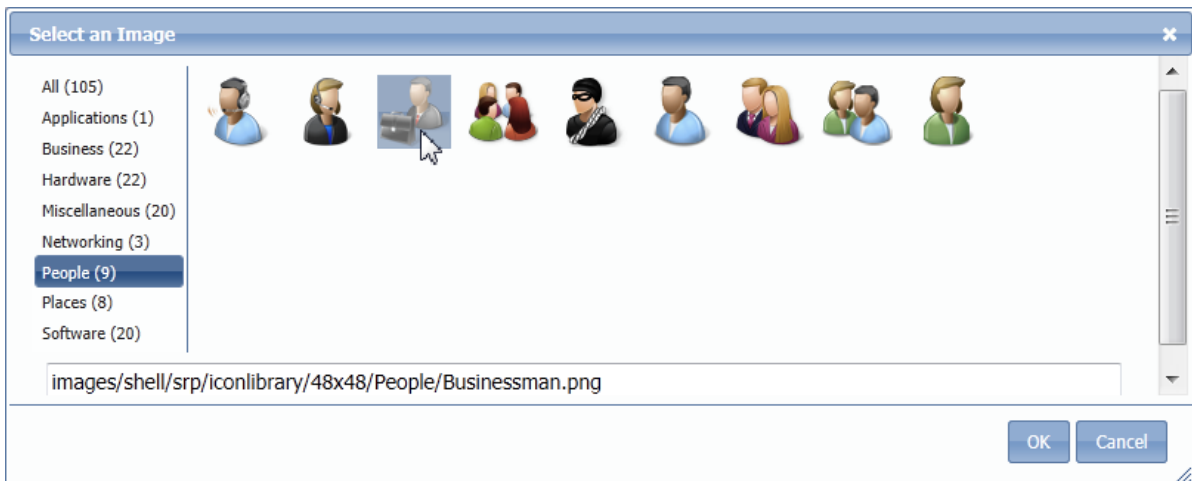 Select an Image
All (105)
Applications (1)
Business (22)
Hardware (22)
Miscellaneous (20)
Networking (3)
People (9)
Places (8)
Software (20)
images/shell/srp/iconlibrary/48x48/People/Businessman.png
OK Cancel